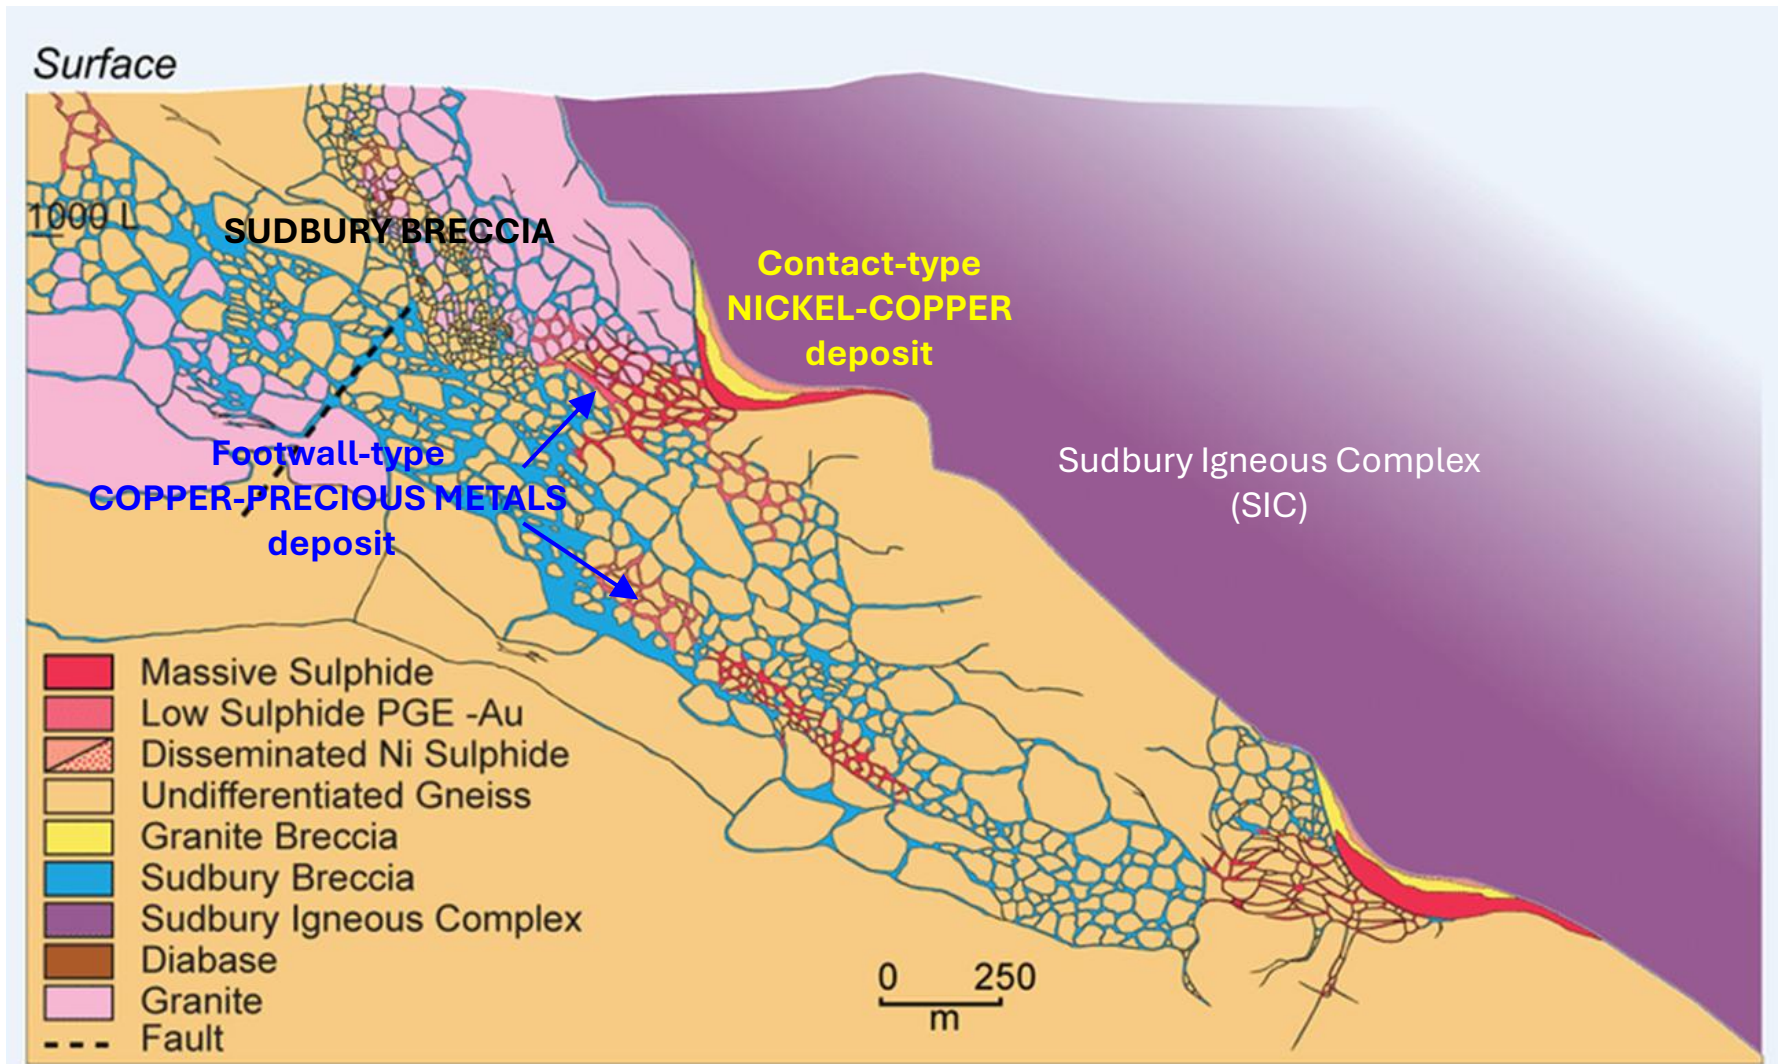 Surface
1000 L
SUDBURY BRECCIA
Contact-type
NICKEL-COPPER
deposit
Footwall-type
COPPER-PRECIOUS METALS
deposit
Sudbury Igneous Complex
(SIC)
Massive Sulphide
Low Sulphide PGE -Au
Disseminated Ni Sulphide
Undifferentiated Gneiss
Granite Breccia
Sudbury Breccia
Sudbury Igneous Complex
Diabase
Granite
Fault
0 250
m